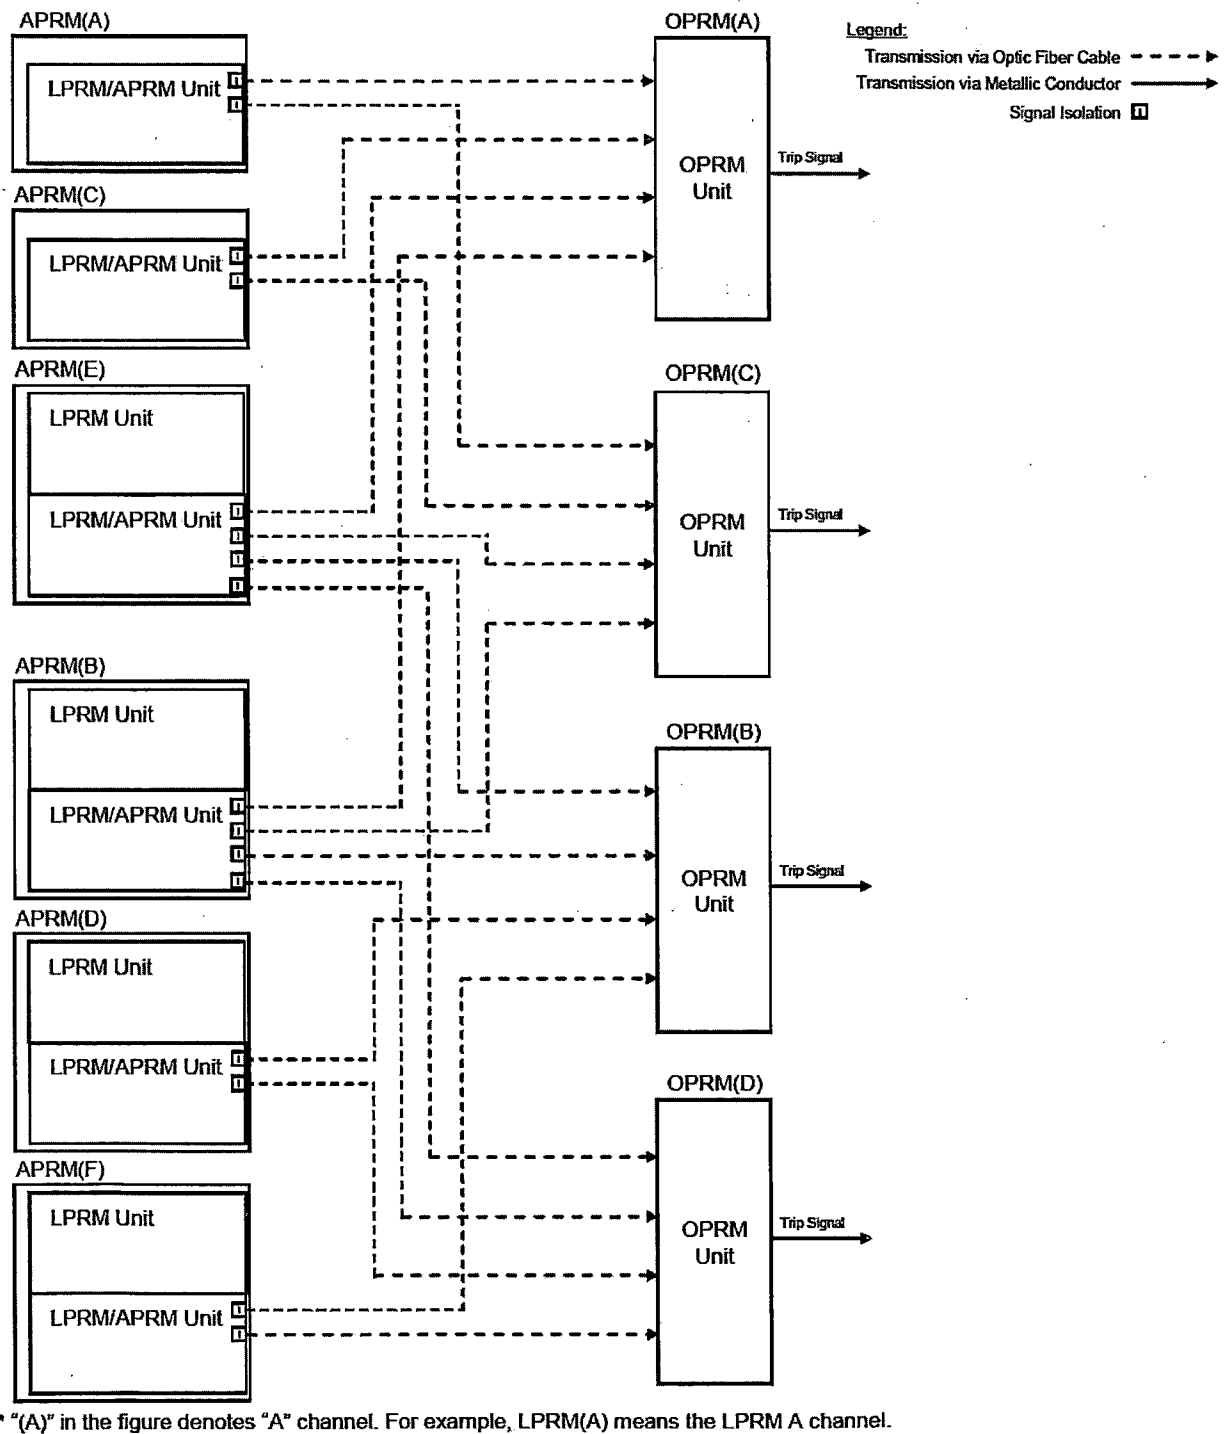 APRM(A)
LPRM/APRM Unit
I
I
APRM(C)
LPRM/APRM Unit
I
I
APRM(E)
LPRM Unit
LPRM/APRM Unit
I
I
I
I
APRM(B)
LPRM Unit
LPRM/APRM Unit
I
I
I
I
APRM(D)
LPRM Unit
LPRM/APRM Unit
I
I
APRM(F)
LPRM Unit
LPRM/APRM Unit
I
I
OPRM(A)
OPRM
Unit
Trip Signal
OPRM(C)
OPRM
Unit
Trip Signal
OPRM(B)
OPRM
Unit
Trip Signal
OPRM(D)
OPRM
Unit
Trip Signal
Legend:
Transmission via Optic Fiber Cable
Transmission via Metallic Conductor
Signal Isolation I
* "(A)" in the figure denotes "A" channel. For example, LPRM(A) means the LPRM A channel.